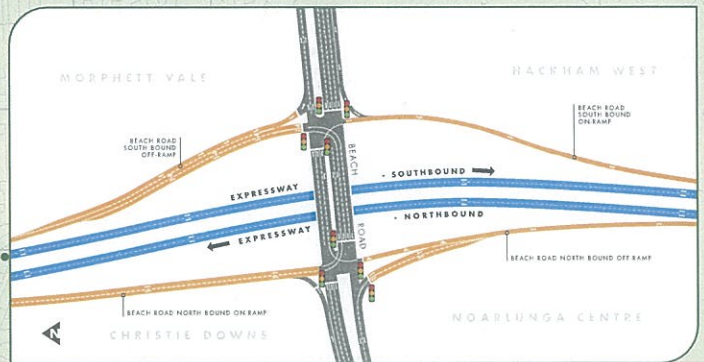 MORPHETT VALE
HACKHAM WEST
BEACH ROAD
SOUTH BOUND
ON-RAMP
BEACH ROAD
SOUTH BOUND
OFF-RAMP
BEACH
ROAD
EXPRESSWAY - SOUTHBOUND
EXPRESSWAY - NORTHBOUND
BEACH ROAD NORTH BOUND OFF-RAMP
BEACH ROAD NORTH BOUND ON-RAMP
N
CHRISTIE DOWNS
NOARLUNGA CENTRE